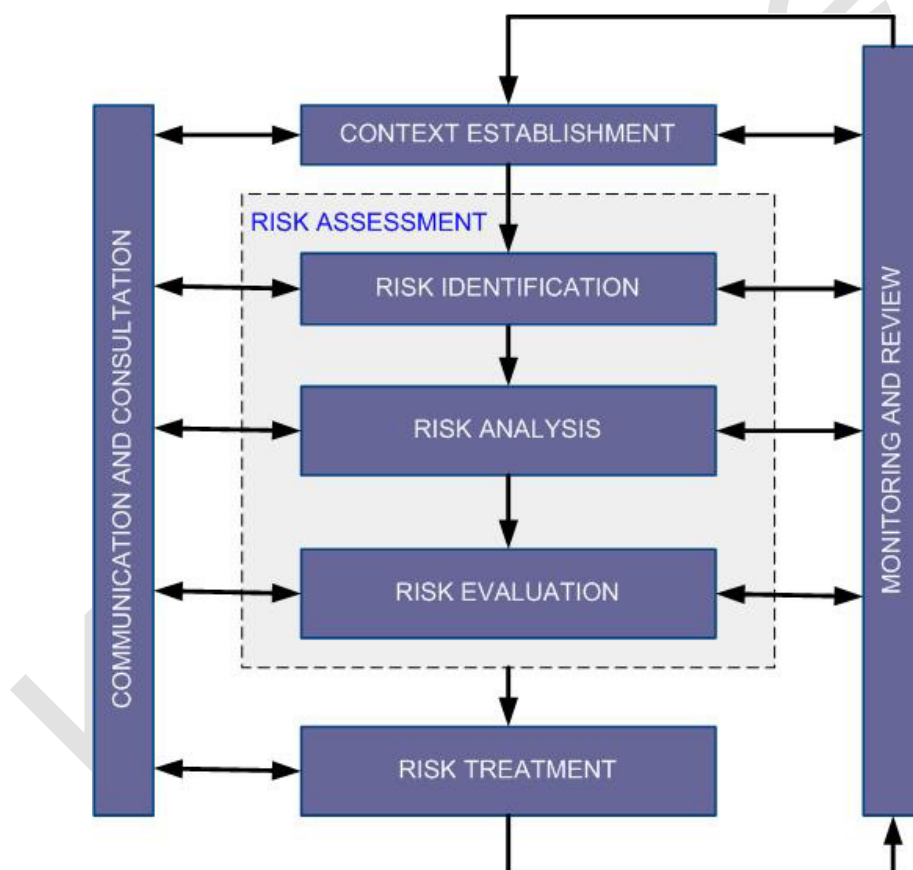 CONTEXT ESTABLISHMENT
RISK ASSESSMENT
RISK IDENTIFICATION
RISK ANALYSIS
RISK EVALUATION
RISK TREATMENT
COMMUNICATION AND CONSULTATION
MONITORING AND REVIEW